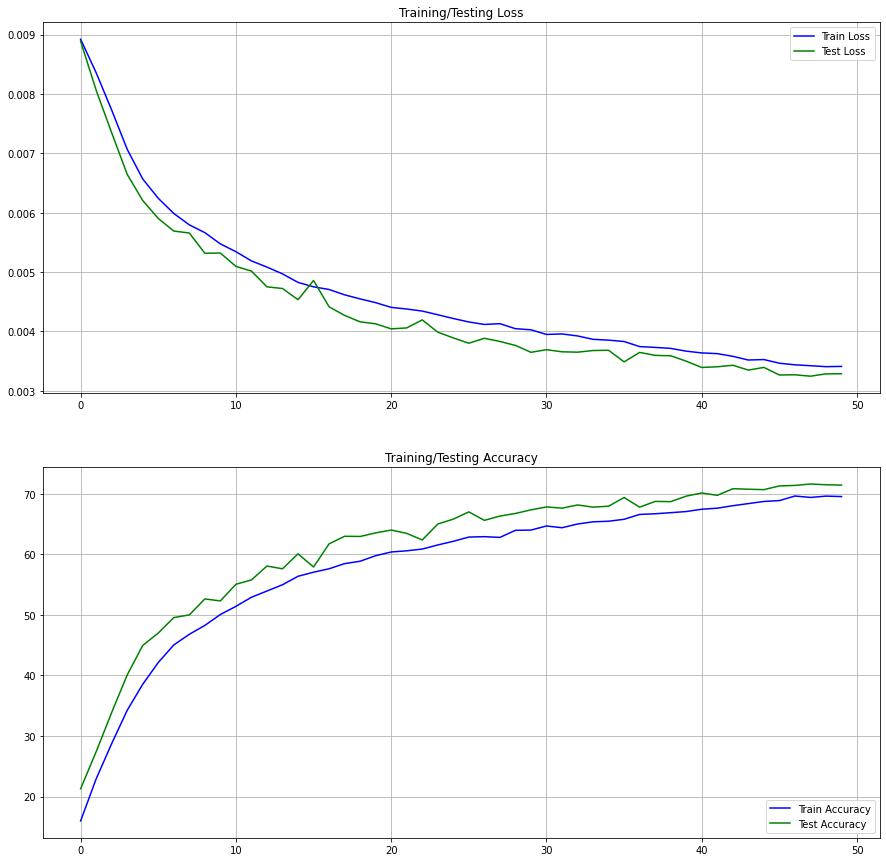 Training/Testing Loss
Train Loss
Test Loss
0.009
0.008
0.007
0.006
0.005
0.004
0.003
0 10 20 30 40 50
Training/Testing Accuracy
70
60
50
40
30
20
Train Accuracy
Test Accuracy
0 10 20 30 40 50